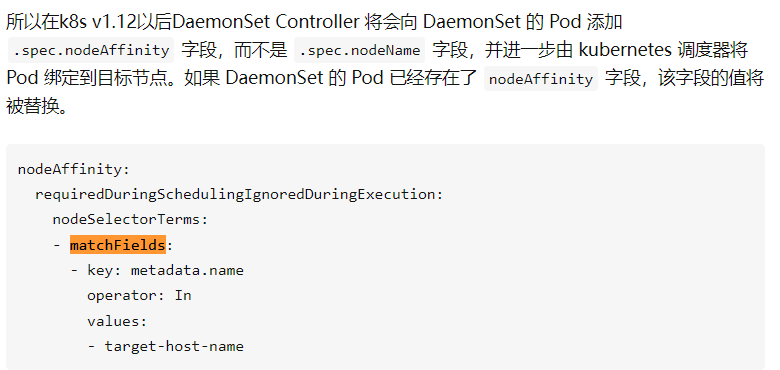 所以在k8s v1.12以后DaemonSet Controller 将会向 DaemonSet 的 Pod 添加
.spec.nodeAffinity 字段，而不是 .spec.nodeName 字段，并进一步由 kubernetes 调度器将
Pod 绑定到目标节点。如果 DaemonSet 的 Pod 已经存在了 nodeAffinity 字段，该字段的值将
被替换。
nodeAffinity:
  requiredDuringSchedulingIgnoredDuringExecution:
    nodeSelectorTerms:
    - matchFields:
      - key: metadata.name
        operator: In
        values:
        - target-host-name